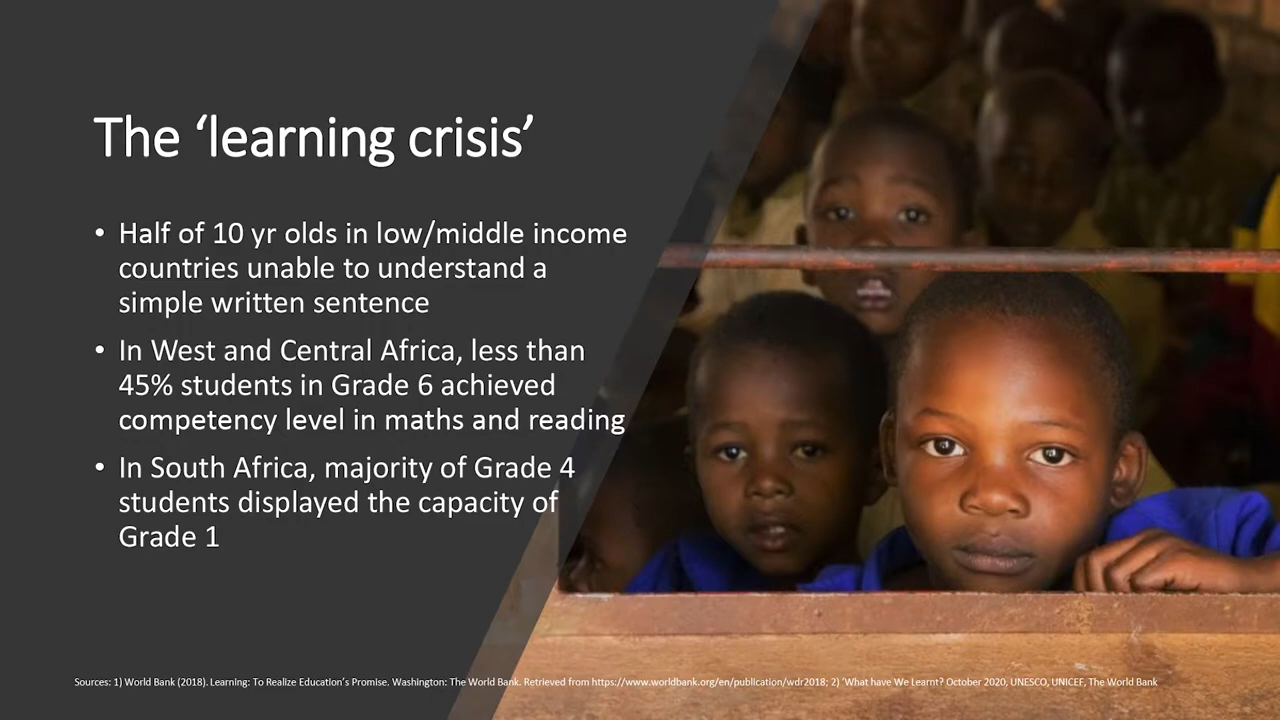 The ‘learning crisis’
• Half of 10 yr olds in low/middle income
countries unable to understand a
simple written sentence
• In West and Central Africa, less than
45% students in Grade 6 achieved
competency level in maths and reading
• In South Africa, majority of Grade 4
students displayed the capacity of
Grade 1
Sources: 1) World Bank (2018). Learning: To Realize Education’s Promise. Washington: The World Bank. Retrieved from https://www.worldbank.org/en/publication/wdr2018; 2) ‘What have We Learnt? October 2020, UNESCO, UNICEF, The World Bank